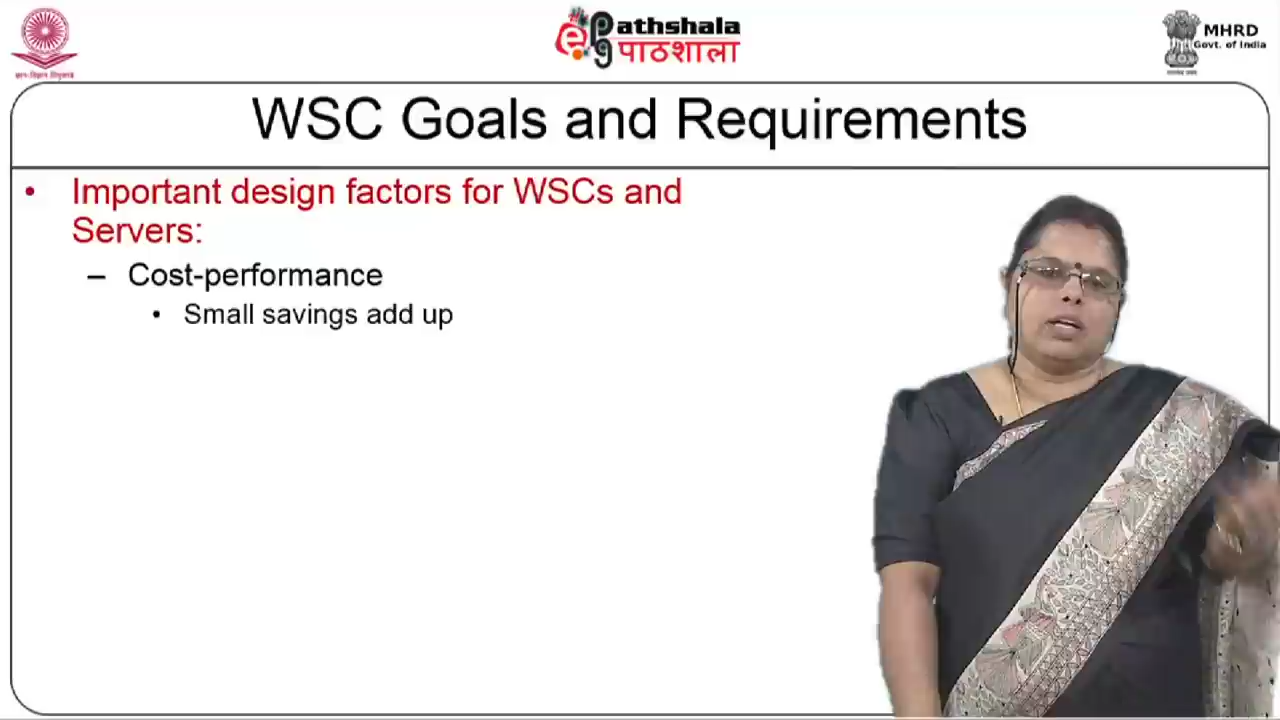 ePathshala
पाठशाला
MHRD
Govt. of India
WSC Goals and Requirements
• Important design factors for WSCs and
Servers:
– Cost-performance
• Small savings add up